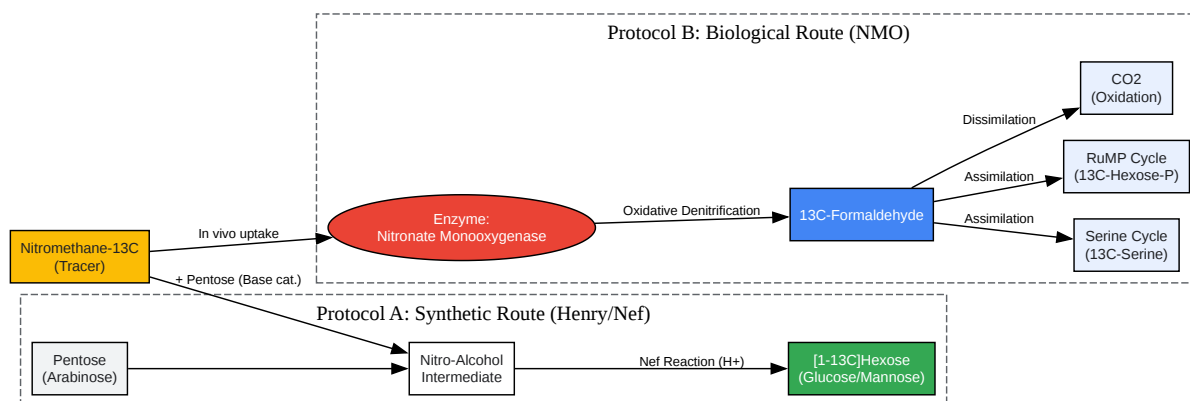 Protocol B: Biological Route (NMO)
CO2
(Oxidation)
Dissimilation
RuMP Cycle
(13C-Hexose-P)
Assimilation
Enzyme:
Nitronate Monooxygenase
Oxidative Denitrification
13C-Formaldehyde
Assimilation
Serine Cycle
(13C-Serine)
Nitromethane-13C
(Tracer)
In vivo uptake
+ Pentose (Base cat.)
Protocol A: Synthetic Route (Henry/Nef)
Pentose
(Arabinose)
Nitro-Alcohol
Intermediate
Nef Reaction (H+)
[1-13C]Hexose
(Glucose/Mannose)